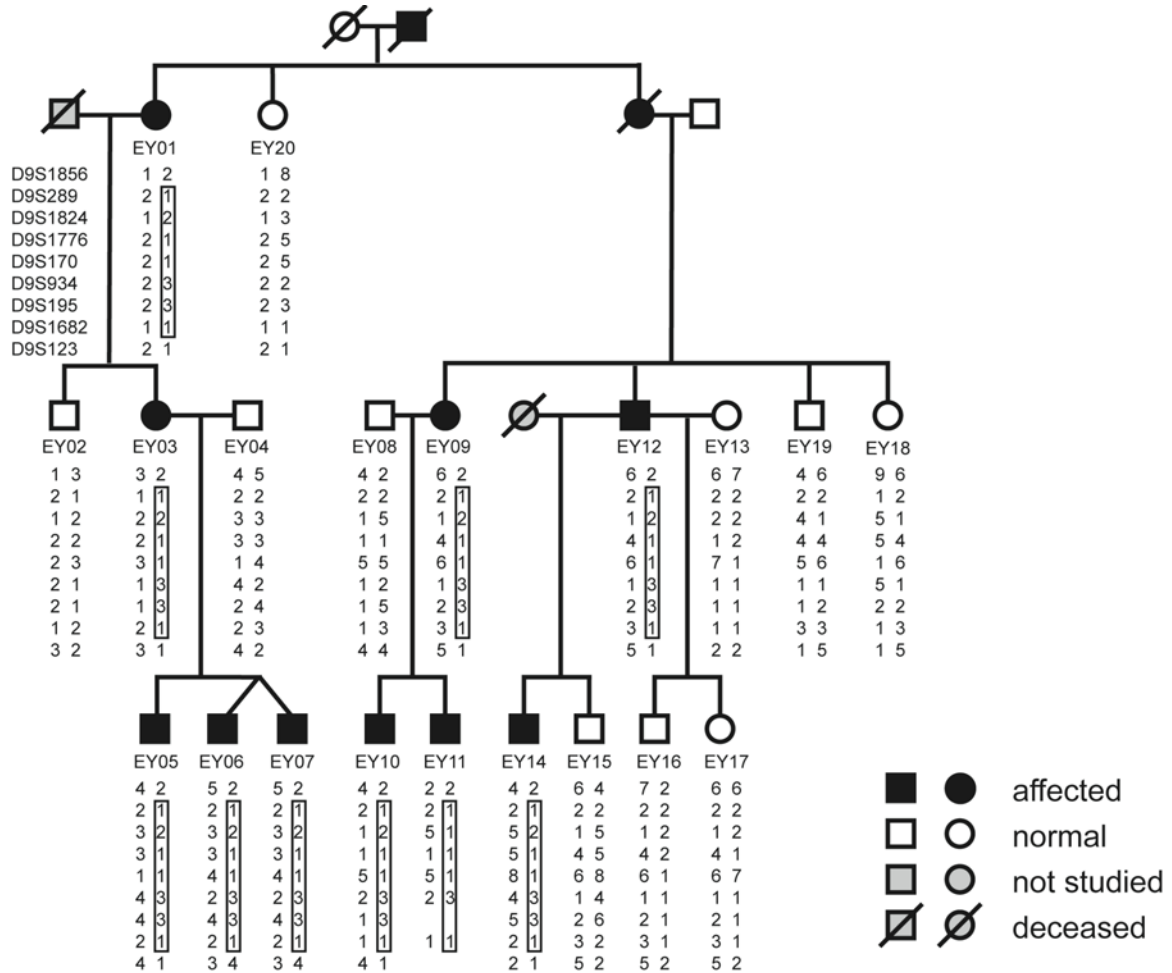 EY01 EY20
D9S1856 1 2 1 8
D9S289 2 1 2 2
D9S1824 1 2 1 3
D9S1776 2 1 2 5
D9S170 2 1 2 5
D9S934 2 3 2 2
D9S195 2 3 2 3
D9S1682 1 1 1 1
D9S123 2 1 2 1
EY02 EY03 EY04 EY08 EY09 EY12 EY13 EY19 EY18
1 3 3 2 4 5 4 2 6 2 6 2 6 7 4 6 9 6
2 1 1 1 2 2 2 2 2 1 2 1 2 2 2 2 1 2
1 2 2 2 3 3 1 5 1 2 1 2 2 2 4 1 5 1
2 2 2 1 3 3 1 1 4 1 4 1 1 2 4 4 5 4
2 3 3 1 1 4 5 5 6 1 6 1 7 1 5 6 1 6
2 1 1 3 4 2 1 2 1 3 1 3 1 1 1 1 5 1
2 1 1 3 2 4 1 5 2 3 2 3 1 1 1 2 2 2
1 2 2 1 2 3 1 3 3 1 3 1 1 1 3 3 1 3
3 2 3 1 4 2 4 4 5 1 5 1 2 2 1 5 1 5
EY05 EY06 EY07 EY10 EY11 EY14 EY15 EY16 EY17
4 2 5 2 5 2 4 2 2 2 4 2 6 4 7 2 6 6
2 1 2 1 2 1 2 1 2 1 2 1 2 2 2 2 2 2
3 2 3 2 3 2 1 2 5 1 5 2 1 5 1 2 1 2
3 1 3 1 3 1 1 1 1 1 5 1 4 5 4 2 4 1
1 1 4 1 4 1 5 1 5 1 8 1 6 8 6 1 6 7
4 3 2 3 2 3 2 3 2 3 4 3 1 4 1 1 1 1
4 3 2 3 2 3 1 3 5 3 2 6 2 1 2 1
2 1 2 1 2 1 1 1 1 1 2 1 3 2 3 1 3 1
4 1 3 4 3 4 4 1 2 1 5 2 5 2 5 2
affected
normal
not studied
deceased